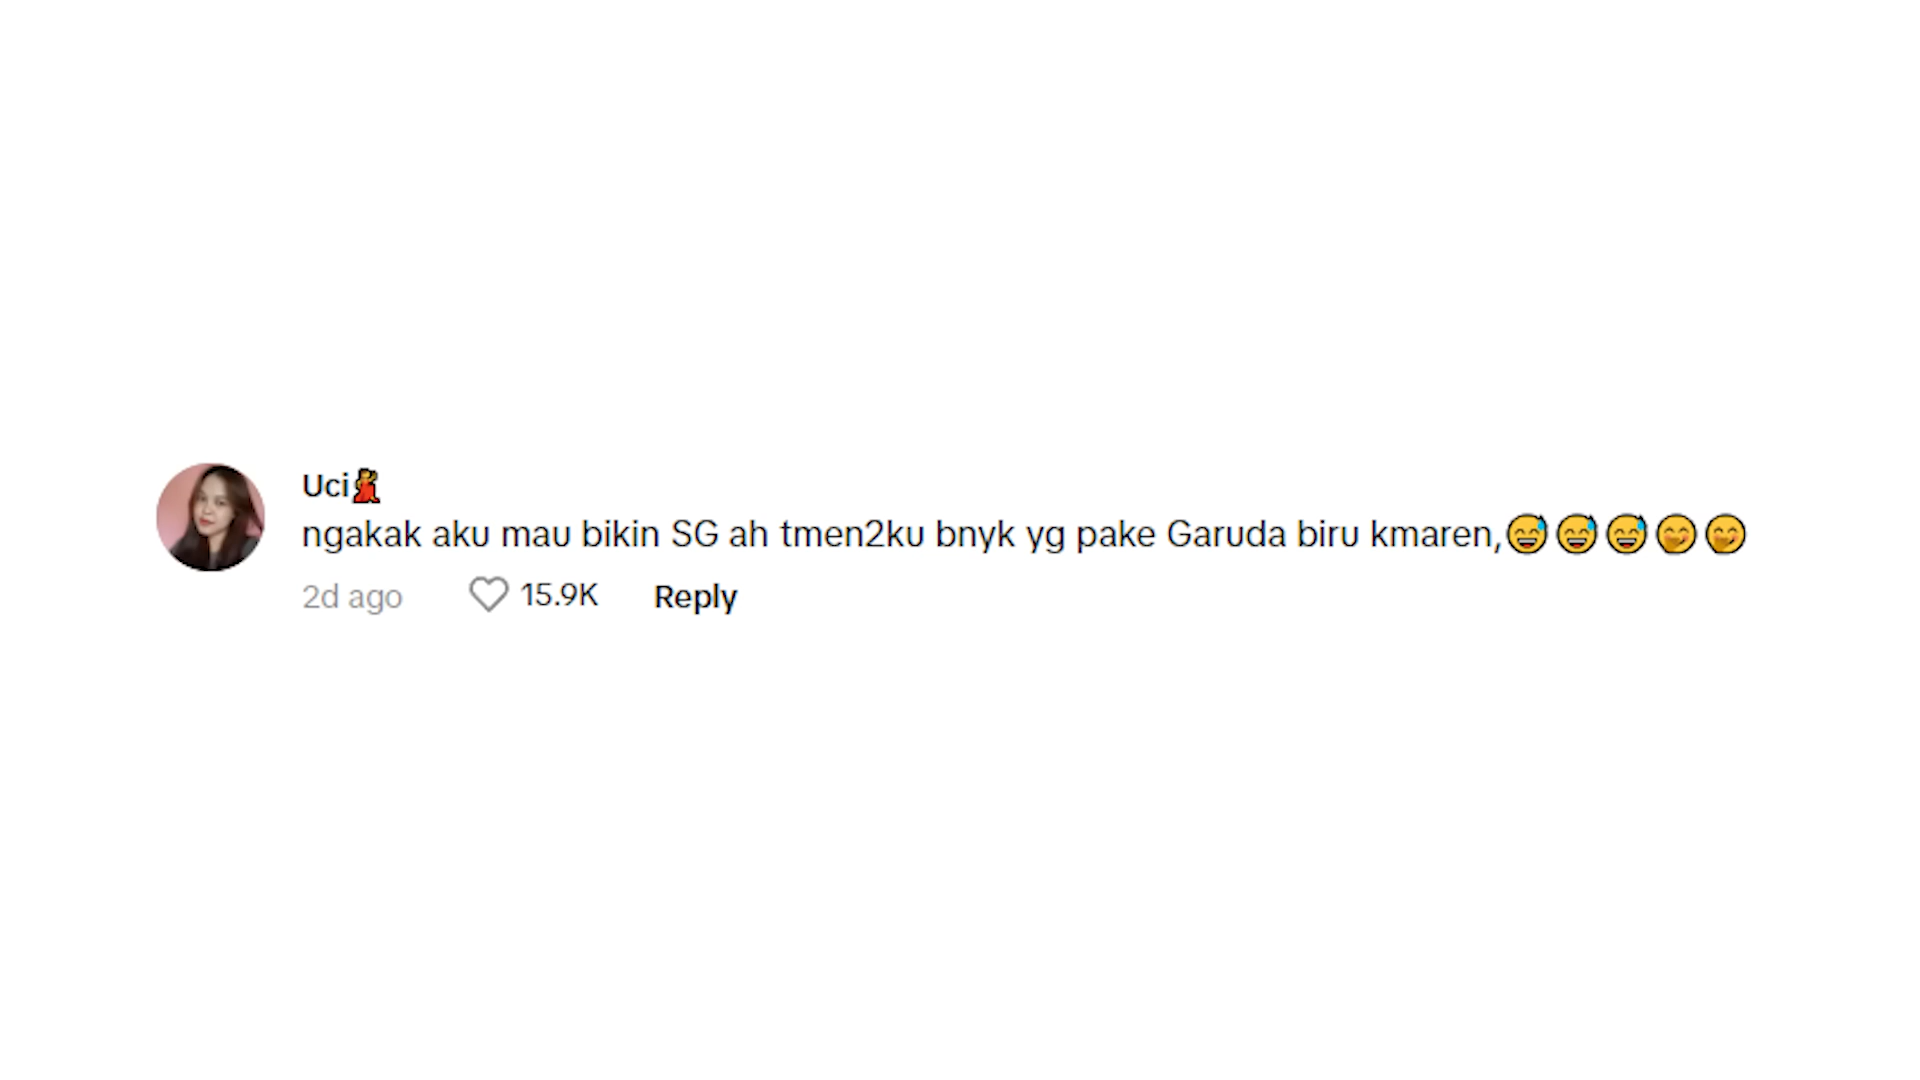 Uci💃
ngakak aku mau bikin SG ah tmen2ku bnyk yg pake Garuda biru kmaren,😅😅😅🤭🤭
2d ago 15.9K Reply